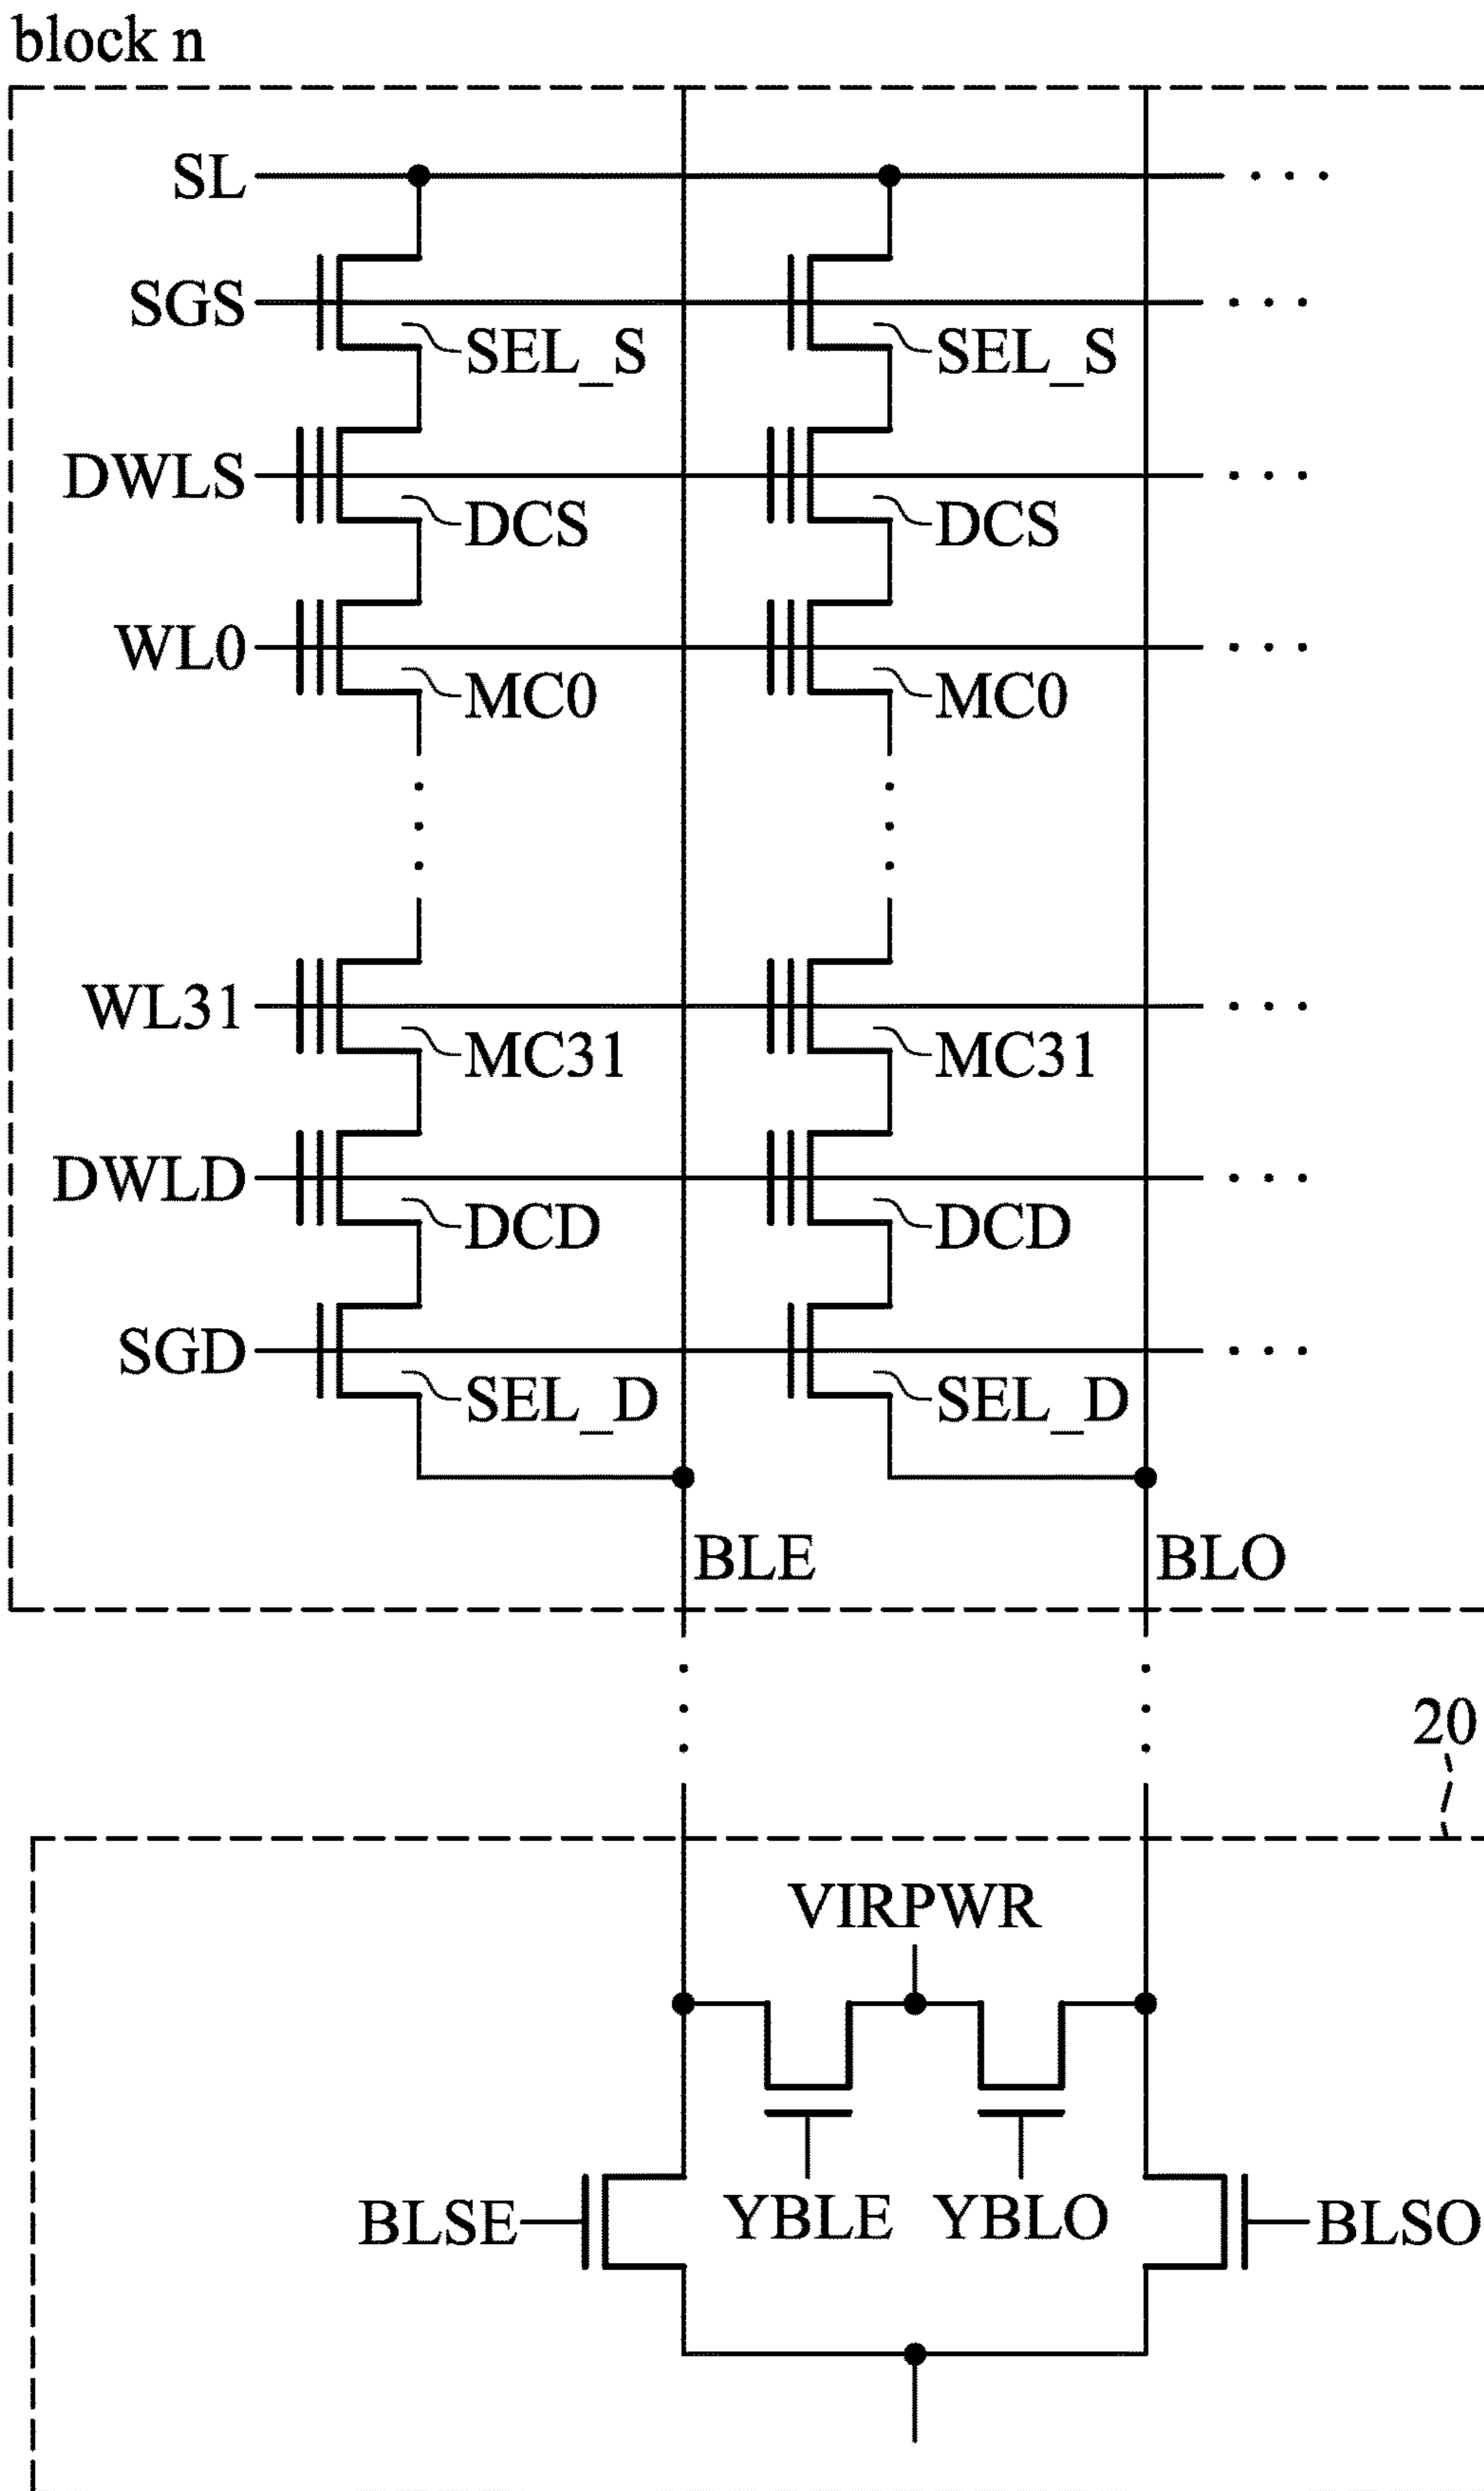 block n
SL
SGS
SEL_S SEL_S
DWLS
DCS DCS
WL0
MC0 MC0
WL31
MC31 MC31
DWLD
DCD DCD
SGD
SEL_D SEL_D
BLE BLO
20
VIRPWR
BLSE YBLE YBLO BLSO